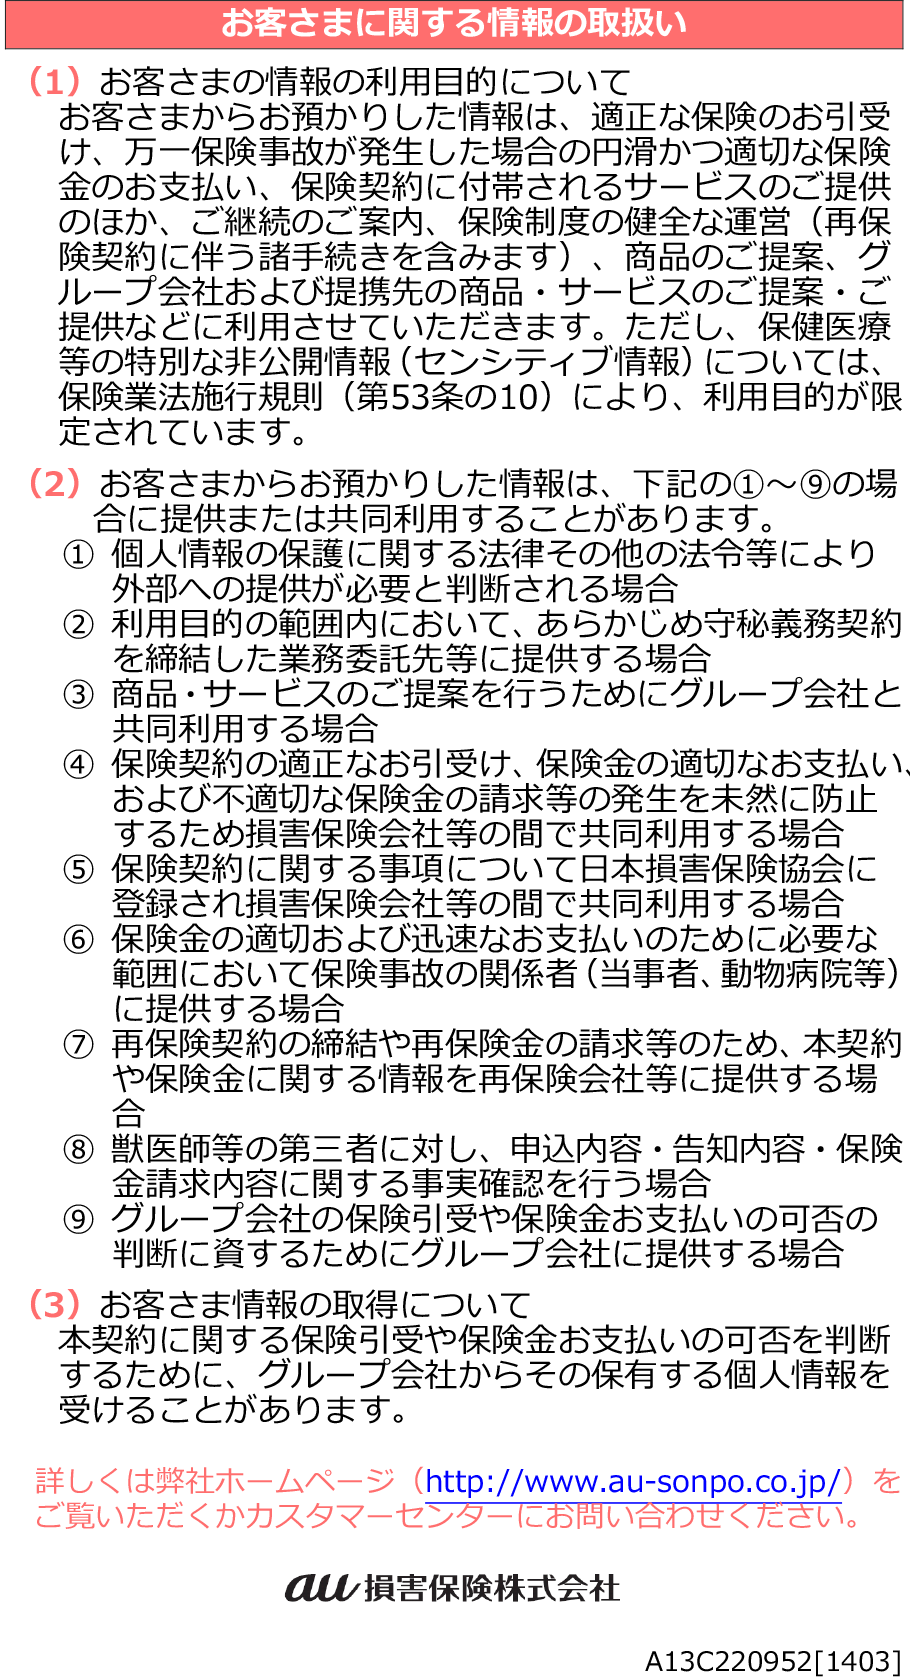 お客さまに関する情報の取扱い
（1）お客さまの情報の利用目的について
お客さまからお預かりした情報は、適正な保険のお引受
け、万一保険事故が発生した場合の円滑かつ適切な保険
金のお支払い、保険契約に付帯されるサービスのご提供
のほか、ご継続のご案内、保険制度の健全な運営（再保
険契約に伴う諸手続きを含みます）、商品のご提案、グ
ループ会社および提携先の商品・サービスのご提案・ご
提供などに利用させていただきます。ただし、保健医療
等の特別な非公開情報（センシティブ情報）については、
保険業法施行規則（第53条の10）により、利用目的が限
定されています。
（2）お客さまからお預かりした情報は、下記の①～⑨の場
合に提供または共同利用することがあります。
① 個人情報の保護に関する法律その他の法令等により
外部への提供が必要と判断される場合
② 利用目的の範囲内において、あらかじめ守秘義務契約
を締結した業務委託先等に提供する場合
③ 商品・サービスのご提案を行うためにグループ会社と
共同利用する場合
④ 保険契約の適正なお引受け、保険金の適切なお支払い、
および不適切な保険金の請求等の発生を未然に防止
するため損害保険会社等の間で共同利用する場合
⑤ 保険契約に関する事項について日本損害保険協会に
登録され損害保険会社等の間で共同利用する場合
⑥ 保険金の適切および迅速なお支払いのために必要な
範囲において保険事故の関係者（当事者、動物病院等）
に提供する場合
⑦ 再保険契約の締結や再保険金の請求等のため、本契約
や保険金に関する情報を再保険会社等に提供する場
合
⑧ 獣医師等の第三者に対し、申込内容・告知内容・保険
金請求内容に関する事実確認を行う場合
⑨ グループ会社の保険引受や保険金お支払いの可否の
判断に資するためにグループ会社に提供する場合
（3）お客さま情報の取得について
本契約に関する保険引受や保険金お支払いの可否を判断
するために、グループ会社からその保有する個人情報を
受けることがあります。
詳しくは弊社ホームページ（http://www.au-sonpo.co.jp/）を
ご覧いただくかカスタマーセンターにお問い合わせください。
au損害保険株式会社
A13C220952[1403]